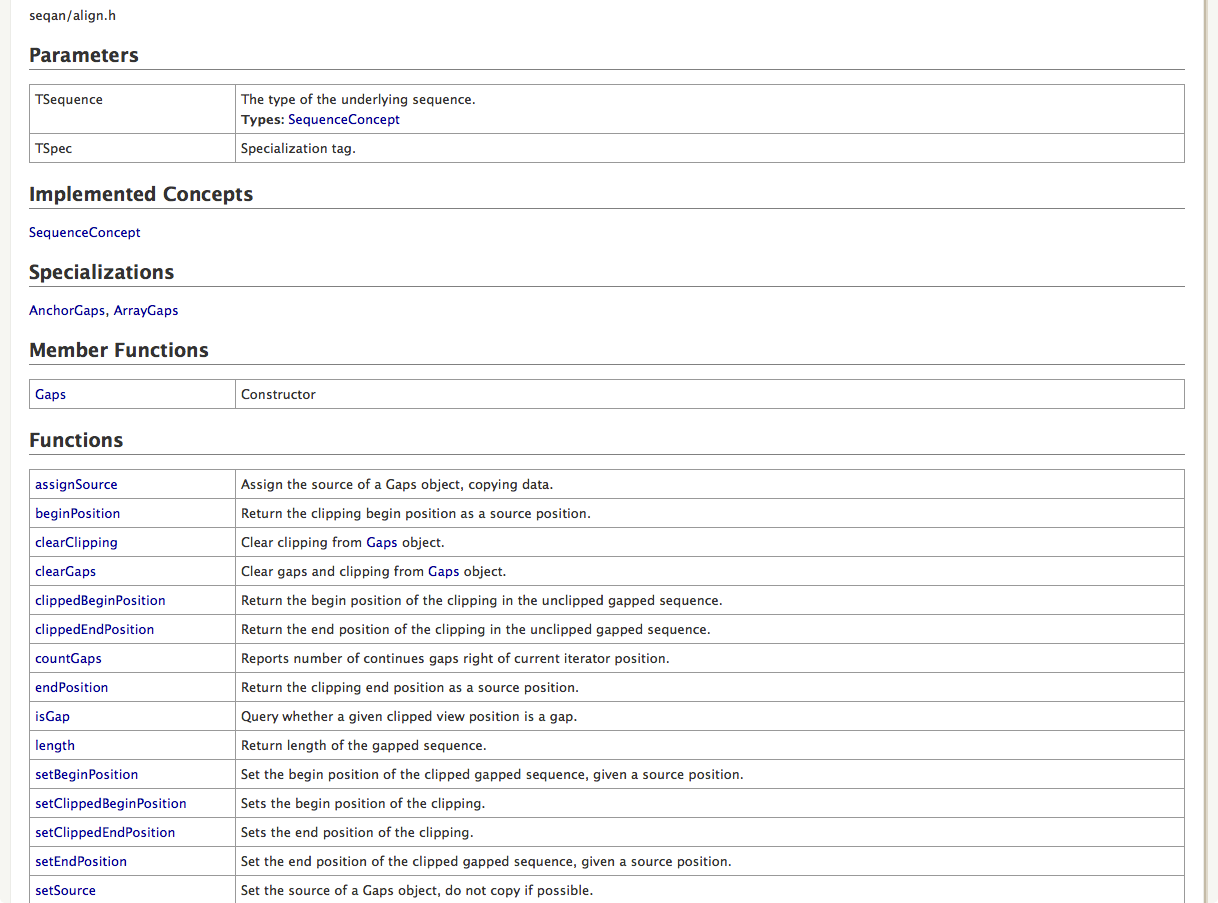 seqan/align.h
Parameters
TSequence The type of the underlying sequence.
Types: SequenceConcept
TSpec Specialization tag.
Implemented Concepts
SequenceConcept
Specializations
AnchorGaps, ArrayGaps
Member Functions
Gaps Constructor
Functions
assignSource Assign the source of a Gaps object, copying data.
beginPosition Return the clipping begin position as a source position.
clearClipping Clear clipping from Gaps object.
clearGaps Clear gaps and clipping from Gaps object.
clippedBeginPosition Return the begin position of the clipping in the unclipped gapped sequence.
clippedEndPosition Return the end position of the clipping in the unclipped gapped sequence.
countGaps Reports number of continues gaps right of current iterator position.
endPosition Return the clipping end position as a source position.
isGap Query whether a given clipped view position is a gap.
length Return length of the gapped sequence.
setBeginPosition Set the begin position of the clipped gapped sequence, given a source position.
setClippedBeginPosition Sets the begin position of the clipping.
setClippedEndPosition Sets the end position of the clipping.
setEndPosition Set the end position of the clipped gapped sequence, given a source position.
setSource Set the source of a Gaps object, do not copy if possible.